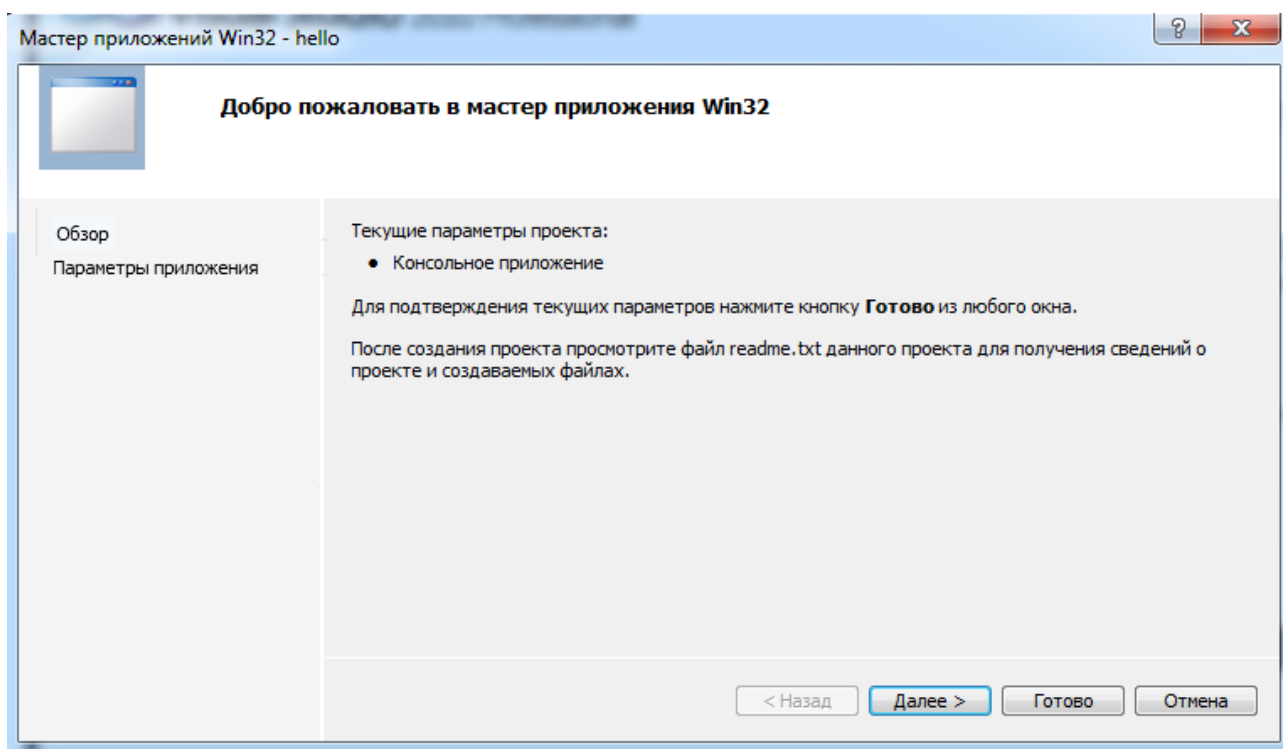 Мастер приложений Win32 - hello
Добро пожаловать в мастер приложения Win32
Обзор
Параметры приложения
Текущие параметры проекта:
• Консольное приложение
Для подтверждения текущих параметров нажмите кнопку Готово из любого окна.
После создания проекта просмотрите файл readme.txt данного проекта для получения сведений о
проекте и создаваемых файлах.
< Назад
Далее >
Готово
Отмена